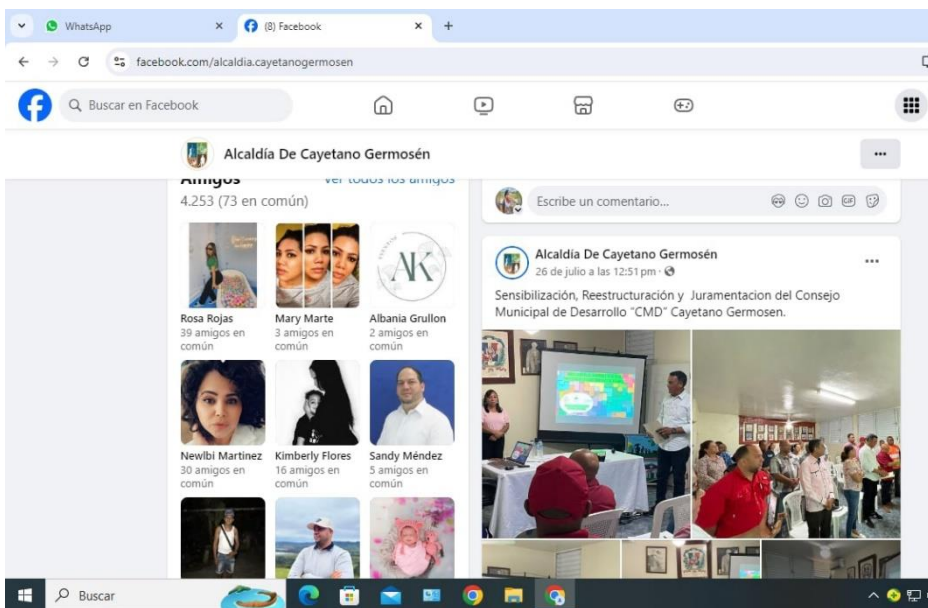 WhatsApp
(8) Facebook
facebook.com/alcaldia.cayetanogermosen
Buscar en Facebook
Alcaldía De Cayetano Germosén
Amigos
Ver todos los amigos
4.253 (73 en común)
Rosa Rojas
39 amigos en
común
Mary Marte
3 amigos en
común
AK
Albania Grullon
2 amigos en
común
Newlbi Martinez
30 amigos en
común
Kimberly Flores
16 amigos en
común
Sandy Méndez
5 amigos en
común
Escribe un comentario...
GIF
Alcaldía De Cayetano Germosén
26 de julio a las 12:51 pm ·
Sensibilización, Reestructuración y Juramentacion del Consejo
Municipal de Desarrollo "CMD" Cayetano Germosen.
Buscar